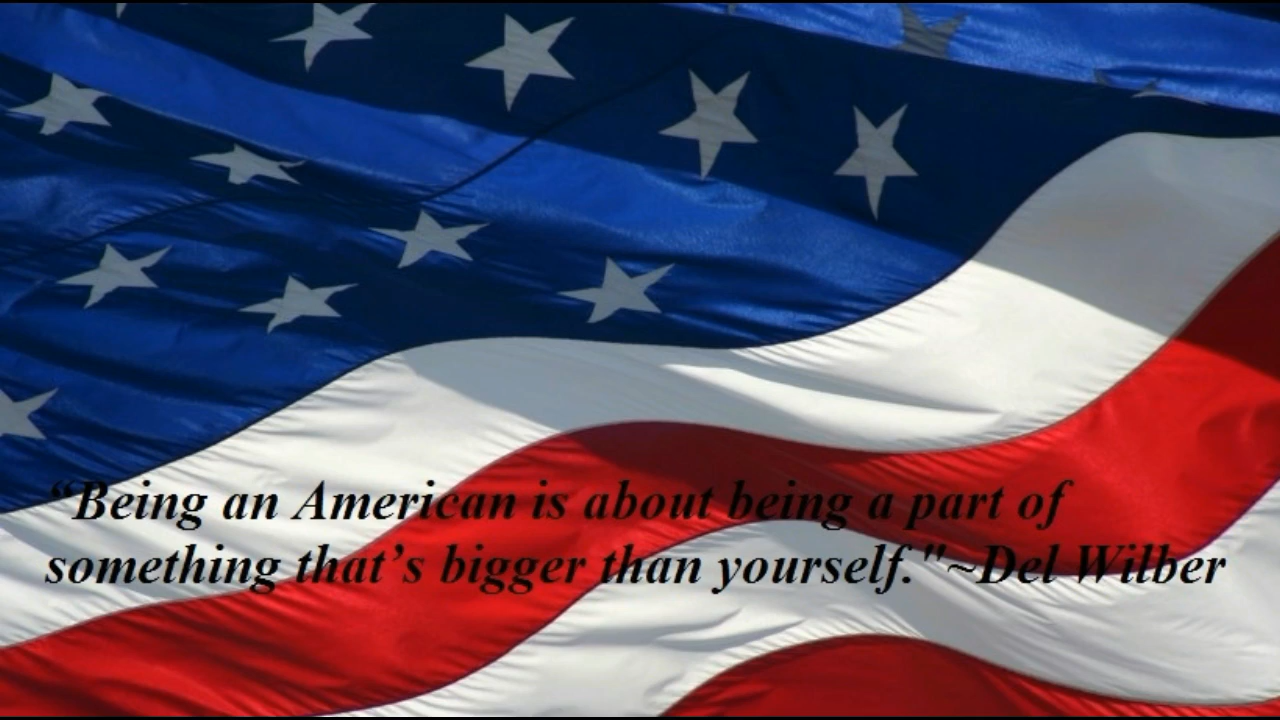 “Being an American is about being a part of
something that’s bigger than yourself."~Del Wilber